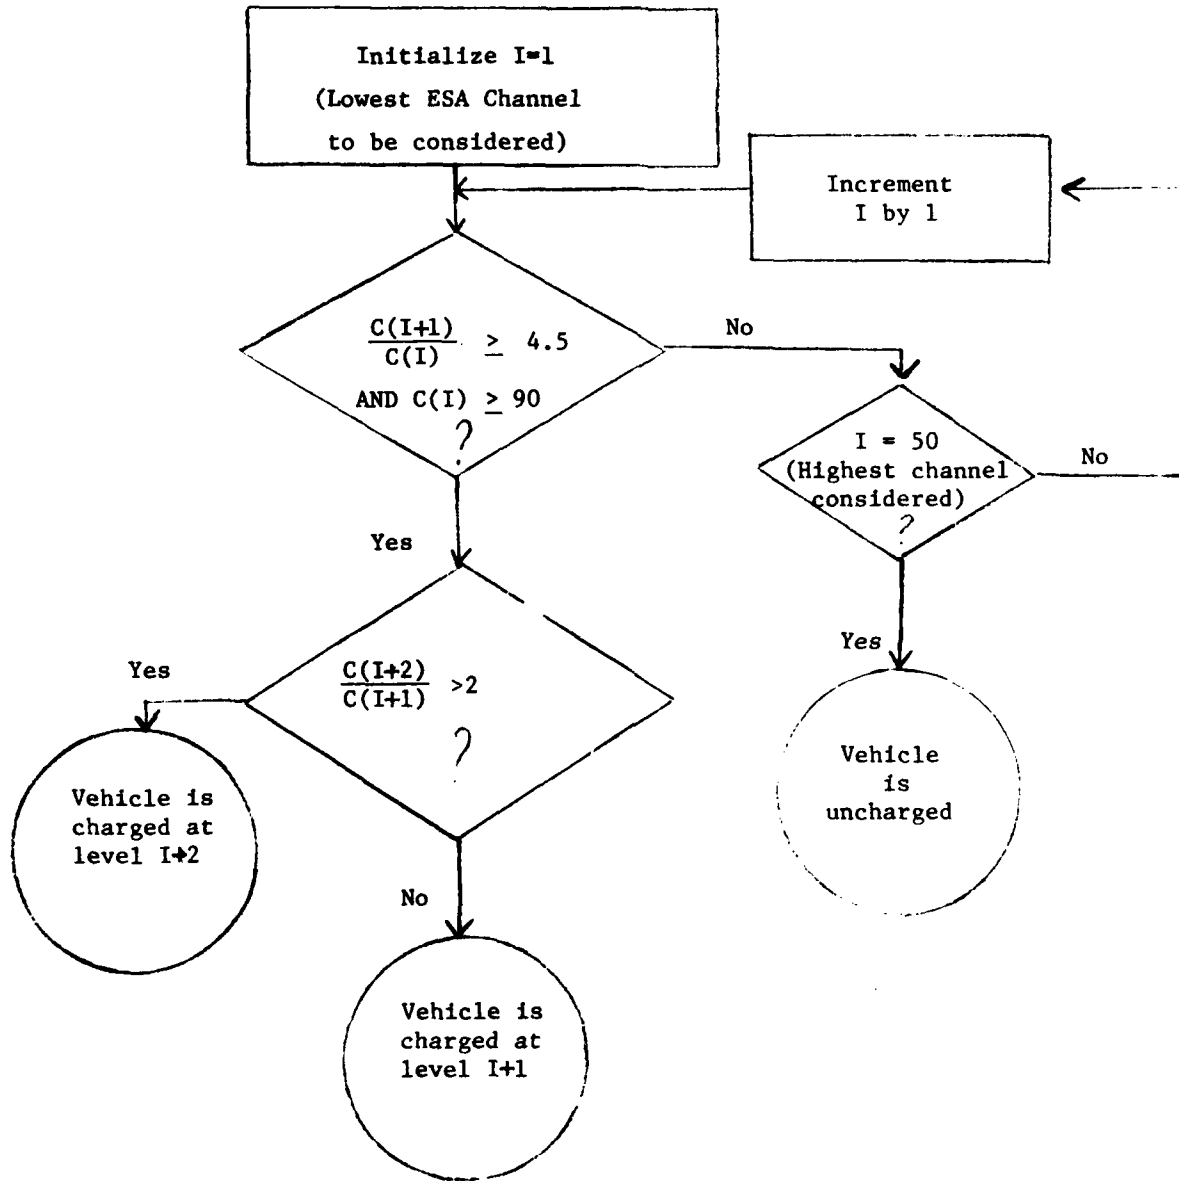 Initialize I=1
(Lowest ESA Channel
to be considered)
Increment
I by 1
C(I+1)
C(I) ≥ 4.5
AND C(I) ≥ 90
?
No
I = 50
(Highest channel
considered)
?
No
Yes
Yes
C(I+2)
C(I+1) >2
?
Yes
Vehicle is
charged at
level I+2
No
Vehicle is
charged at
level I+1
Vehicle
is
uncharged